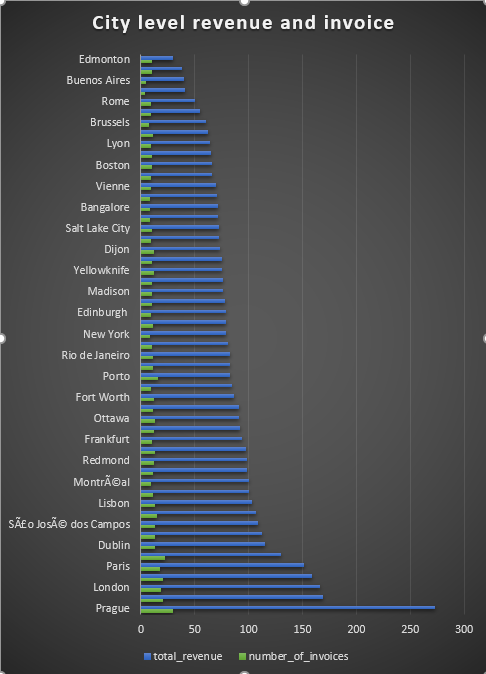 City level revenue and invoice
Edmonton
Buenos Aires
Rome
Brussels
Lyon
Boston
Vienne
Bangalore
Salt Lake City
Dijon
Yellowknife
Madison
Edinburgh
New York
Rio de Janeiro
Porto
Fort Worth
Ottawa
Frankfurt
Redmond
MontrÃ©al
Lisbon
SÃ£o JosÃ© dos Campos
Dublin
Paris
London
Prague
0 50 100 150 200 250 300
total_revenue number_of_invoices